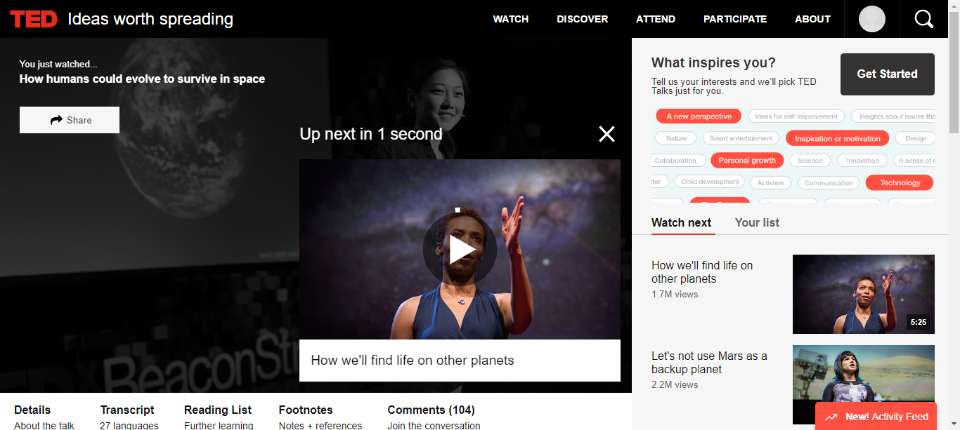 TED Ideas worth spreading
WATCH DISCOVER ATTEND PARTICIPATE ABOUT
You just watched...
How humans could evolve to survive in space
Share
Up next in 1 second
How we'll find life on other planets
TEDx
BeaconSt
Details
About the talk
Transcript
27 languages
Reading List
Further learning
Footnotes
Notes + references
Comments (104)
Join the conversation
What inspires you?
Tell us your interests and we'll pick TED
Talks just for you.
Get Started
A new perspective Ideas for self-improvement Insights about issues
Nature Smart entertainment Inspiration or motivation Design
Collaboration Personal growth Science Innovation A sense of
Child development Activism Communication Technology
Watch next Your list
How we'll find life on
other planets
1.7M views
5:25
Let's not use Mars as a
backup planet
2.2M views
New! Activity Feed